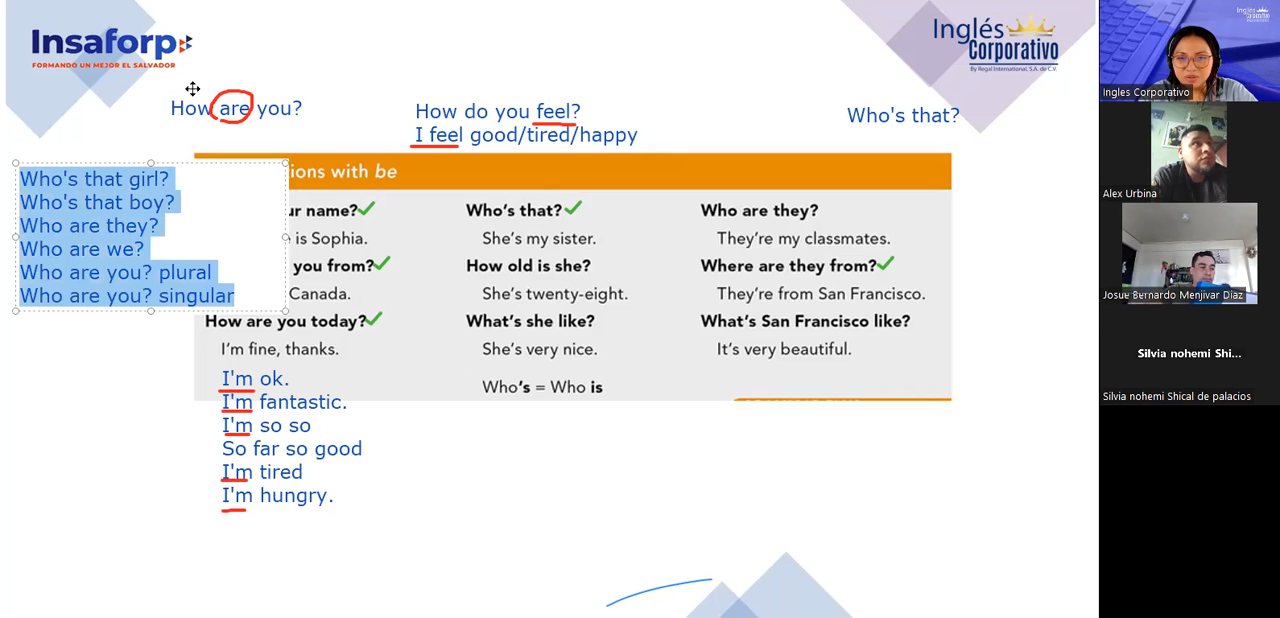 Insaforp
FORMANDO UN MEJOR EL SALVADOR
Inglés
Corporativo
By Regal International, S.A. de C.V.
How are you?
How do you feel?
I feel good/tired/happy
Who's that?
Who's that girl?
Who's that boy?
Who are they?
Who are we?
Who are you? plural
Who are you? singular
ions with be
ur name?
e is Sophia.
you from?
Canada.
How are you today?
I'm fine, thanks.
I'm ok.
I'm fantastic.
I'm so so
So far so good
I'm tired
I'm hungry.
Who's that?
She's my sister.
How old is she?
She's twenty-eight.
What's she like?
She's very nice.
Who's = Who is
Who are they?
They're my classmates.
Where are they from?
They're from San Francisco.
What's San Francisco like?
It's very beautiful.
Ingles Corporativo
Alex Urbina
Josue Bernardo Menjivar Diaz
Silvia nohemi Shi...
Silvia nohemi Shical de palacios